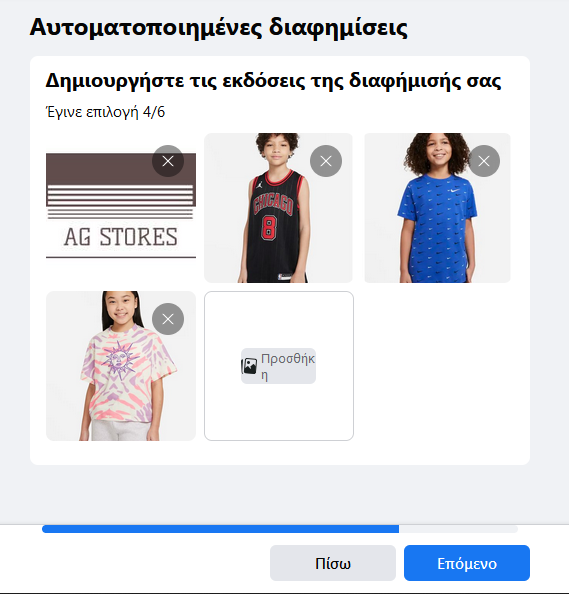 Αυτοματοποιημένες διαφημίσεις
Δημιουργήστε τις εκδόσεις της διαφήμισής σας
Έγινε επιλογή 4/6
AG STORES
CHICAGO
8
Προσθήκ
η
Πίσω
Επόμενο